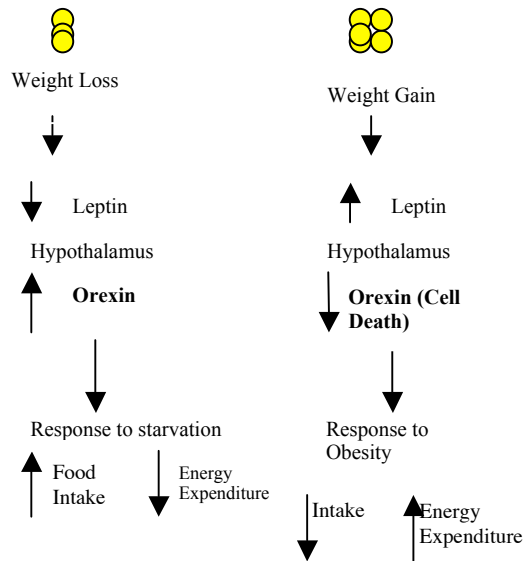 Weight Loss
Leptin
Hypothalamus
Orexin
Response to starvation
Food
Intake
Energy
Expenditure
Weight Gain
Leptin
Hypothalamus
Orexin (Cell
Death)
Response to
Obesity
Intake
Energy
Expenditure